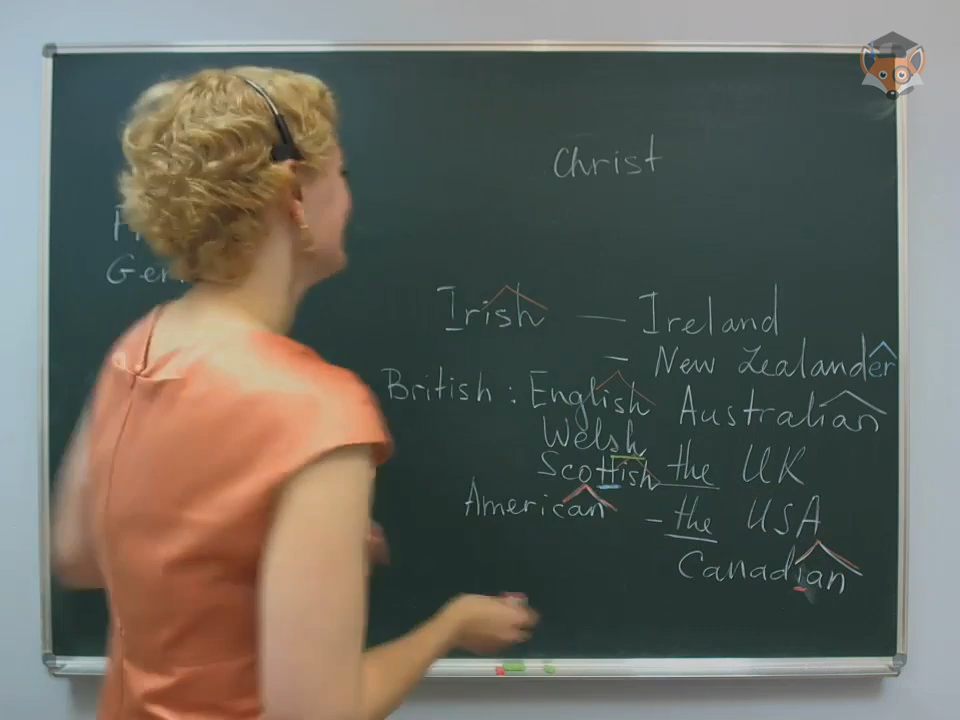 Christ
Irish — Ireland
– New Zealander
British : English Australian
Welsh
Scottish the UK
American – the USA
Canadian